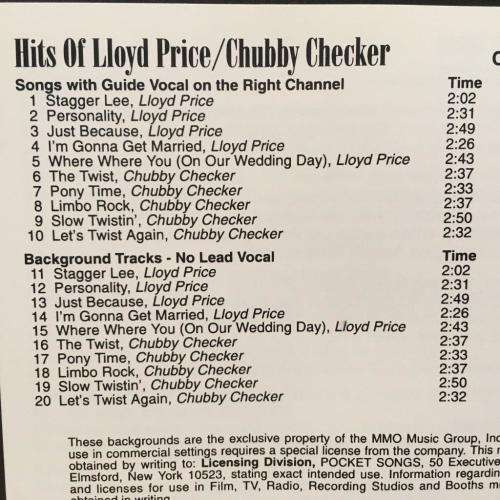 Hits Of Lloyd Price/Chubby Checker
Songs with Guide Vocal on the Right Channel Time
1 Stagger Lee, Lloyd Price 2:02
2 Personality, Lloyd Price 2:31
3 Just Because, Lloyd Price 2:49
4 I'm Gonna Get Married, Lloyd Price 2:26
5 Where Where You (On Our Wedding Day), Lloyd Price 2:43
6 The Twist, Chubby Checker 2:37
7 Pony Time, Chubby Checker 2:33
8 Limbo Rock, Chubby Checker 2:37
9 Slow Twistin', Chubby Checker 2:50
10 Let's Twist Again, Chubby Checker 2:32
Background Tracks - No Lead Vocal Time
11 Stagger Lee, Lloyd Price 2:02
12 Personality, Lloyd Price 2:31
13 Just Because, Lloyd Price 2:49
14 I'm Gonna Get Married, Lloyd Price 2:26
15 Where Where You (On Our Wedding Day), Lloyd Price 2:43
16 The Twist, Chubby Checker 2:37
17 Pony Time, Chubby Checker 2:33
18 Limbo Rock, Chubby Checker 2:37
19 Slow Twistin', Chubby Checker 2:50
20 Let's Twist Again, Chubby Checker 2:32
These backgrounds are the exclusive property of the MMO Music Group, Inc
use in commercial settings requires a special license from the company. This
obtained by writing to: Licensing Division, POCKET SONGS, 50 Executive
Elmsford, New York 10523, stating exact intended use. Information regarding
and licenses for use in Film, TV, Radio, Recording Studios and Booths
obtained in writing